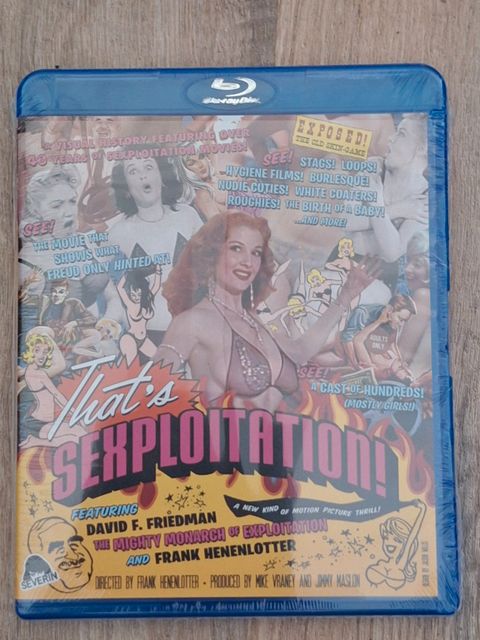 Blu-ray Disc
A VISUAL HISTORY FEATURING OVER
40 YEARS OF SEXPLOITATION MOVIES!
EXPOSED!
THE OLD SKIN-GAME
SEE! STAGS! LOOPS!
HYGIENE FILMS! BURLESQUE!
NUDIE CUTIES! WHITE COATERS!
ROUGHIES! THE BIRTH OF A BABY!
...AND MORE!
SEE!
THE MOVIE THAT
SHOWS WHAT
FREUD ONLY HINTED AT!
ADULTS
ONLY
SEE!
A CAST OF HUNDREDS!
(MOSTLY GIRLS!)
That's
SEXPLOITATION!
A NEW KIND OF MOTION PICTURE THRILL!
FEATURING
DAVID F. FRIEDMAN
THE MIGHTY MONARCH OF EXPLOITATION
AND FRANK HENENLOTTER
SEVERIN
DIRECTED BY FRANK HENENLOTTER • PRODUCED BY MIKE VRANEY AND JIMMY MASLON